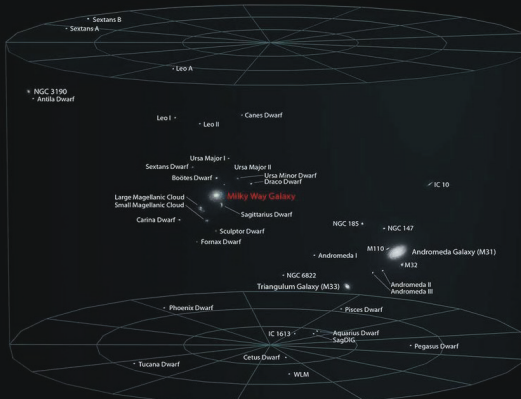 Sextans B
Sextans A
Leo A
NGC 3190
Antila Dwarf
Leo I
Canes Dwarf
Leo II
Ursa Major I
Sextans Dwarf
Ursa Major II
Boötes Dwarf
Ursa Minor Dwarf
Draco Dwarf
IC 10
Milky Way Galaxy
Large Magellanic Cloud
Small Magellanic Cloud
Sagittarius Dwarf
Carina Dwarf
NGC 185
NGC 147
Sculptor Dwarf
Fornax Dwarf
M110
Andromeda Galaxy (M31)
Andromeda I
M32
NGC 6822
Andromeda II
Andromeda III
Triangulum Galaxy (M33)
Phoenix Dwarf
Pisces Dwarf
IC 1613
Aquarius Dwarf
SagDIG
Pegasus Dwarf
Cetus Dwarf
Tucana Dwarf
WLM